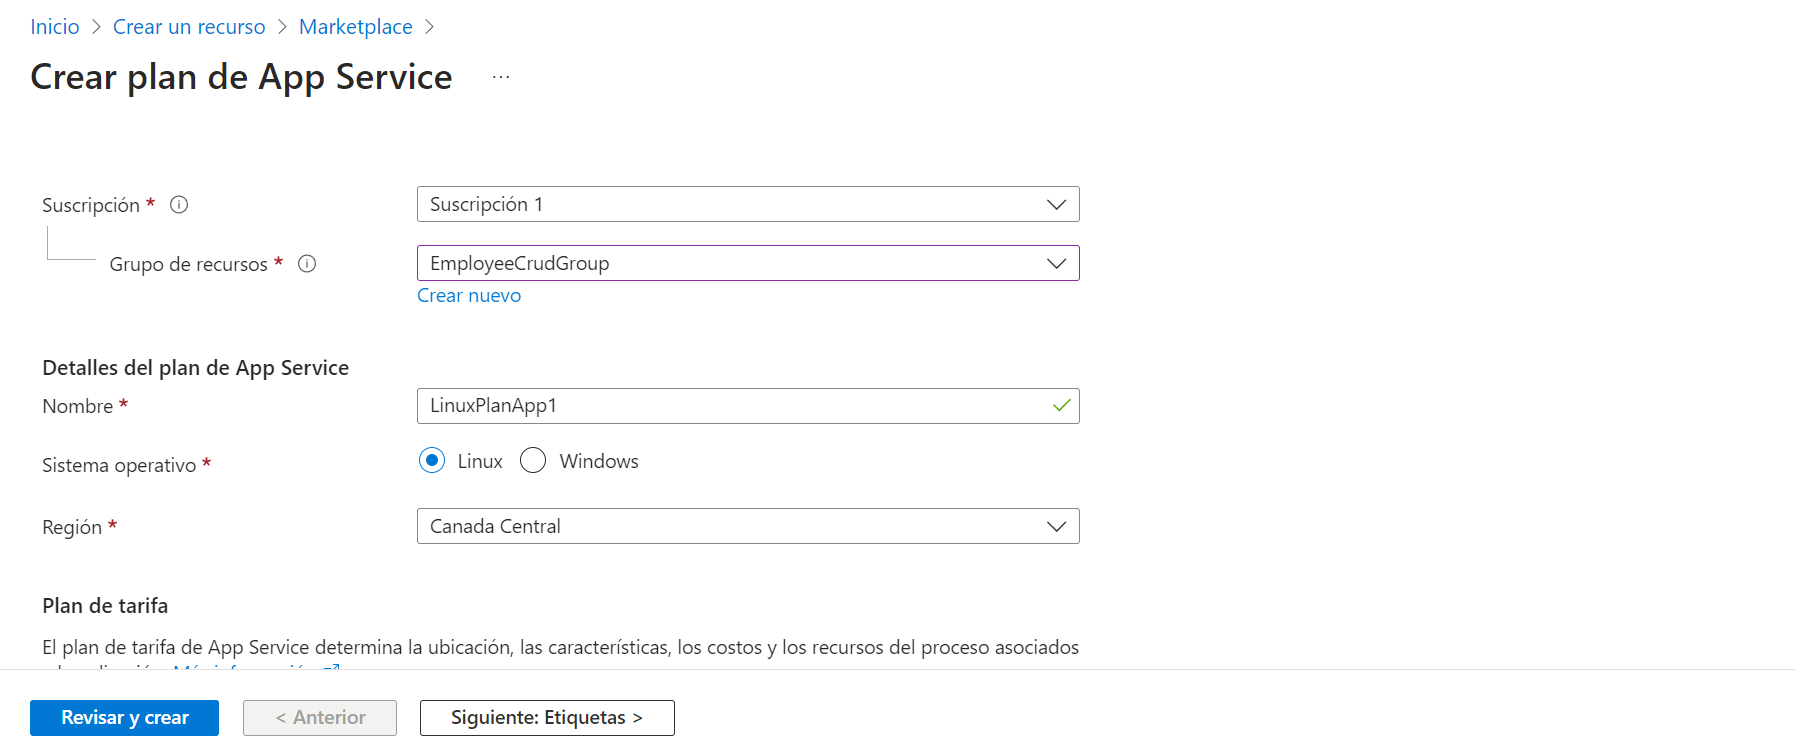 Inicio > Crear un recurso > Marketplace >
Crear plan de App Service ...
Suscripción *
Suscripción 1
Grupo de recursos *
EmployeeCrudGroup
Crear nuevo
Detalles del plan de App Service
Nombre *
LinuxPlanApp1
Sistema operativo *
Linux
Windows
Región *
Canada Central
Plan de tarifa
El plan de tarifa de App Service determina la ubicación, las características, los costos y los recursos del proceso asociados
Revisar y crear
< Anterior
Siguiente: Etiquetas >